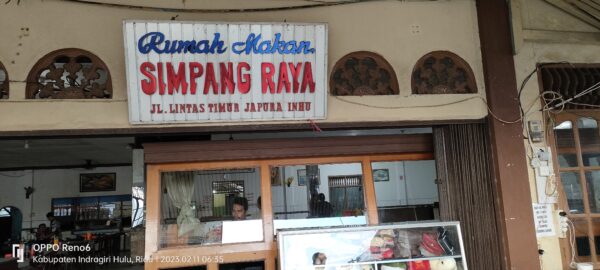 Rumah Makan.
SIMPANG RAYA
JL. LINTAS TIMUR JAPURA INHU
OPPO Reno6
Kabupaten Indragiri Hulu, Riau | 2023.02.11 06:35